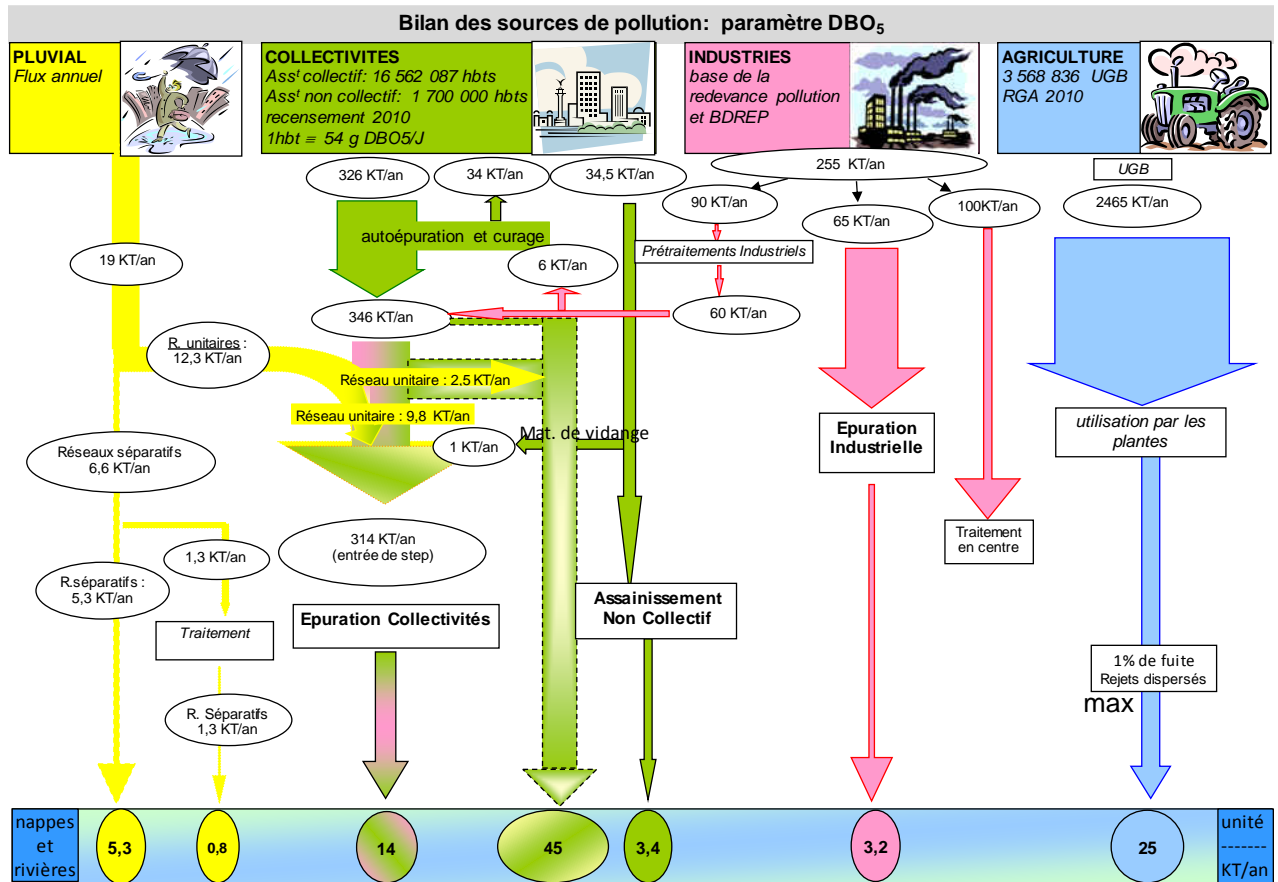 Bilan des sources de pollution: paramètre DBO5
PLUVIAL
Flux annuel
COLLECTIVITES
Assᵗ collectif: 16 562 087 hbts
Assᵗ non collectif: 1 700 000 hbts
recensement 2010
1hbt ≡ 54 g DBO5/J
INDUSTRIES
base de la
redevance pollution
et BDREP
AGRICULTURE
3 568 836 UGB
RGA 2010
326 KT/an
34 KT/an
34,5 KT/an
255 KT/an
UGB
90 KT/an
65 KT/an
100KT/an
2465 KT/an
autoépuration et curage
Prétraitements Industriels
19 KT/an
6 KT/an
346 KT/an
60 KT/an
R. unitaires :
12,3 KT/an
Réseau unitaire : 2,5 KT/an
Réseau unitaire : 9,8 KT/an
Mat. de vidange
1 KT/an
Epuration
Industrielle
utilisation par les
plantes
Réseaux séparatifs
6,6 KT/an
314 KT/an
(entrée de step)
Traitement
en centre
1,3 KT/an
R.séparatifs :
5,3 KT/an
Assainissement
Non Collectif
Epuration Collectivités
Traitement
1% de fuite
Rejets dispersés
max
R. Séparatifs
1,3 KT/an
nappes
et
rivières
5,3
0,8
14
45
3,4
3,2
25
unité
-------
KT/an